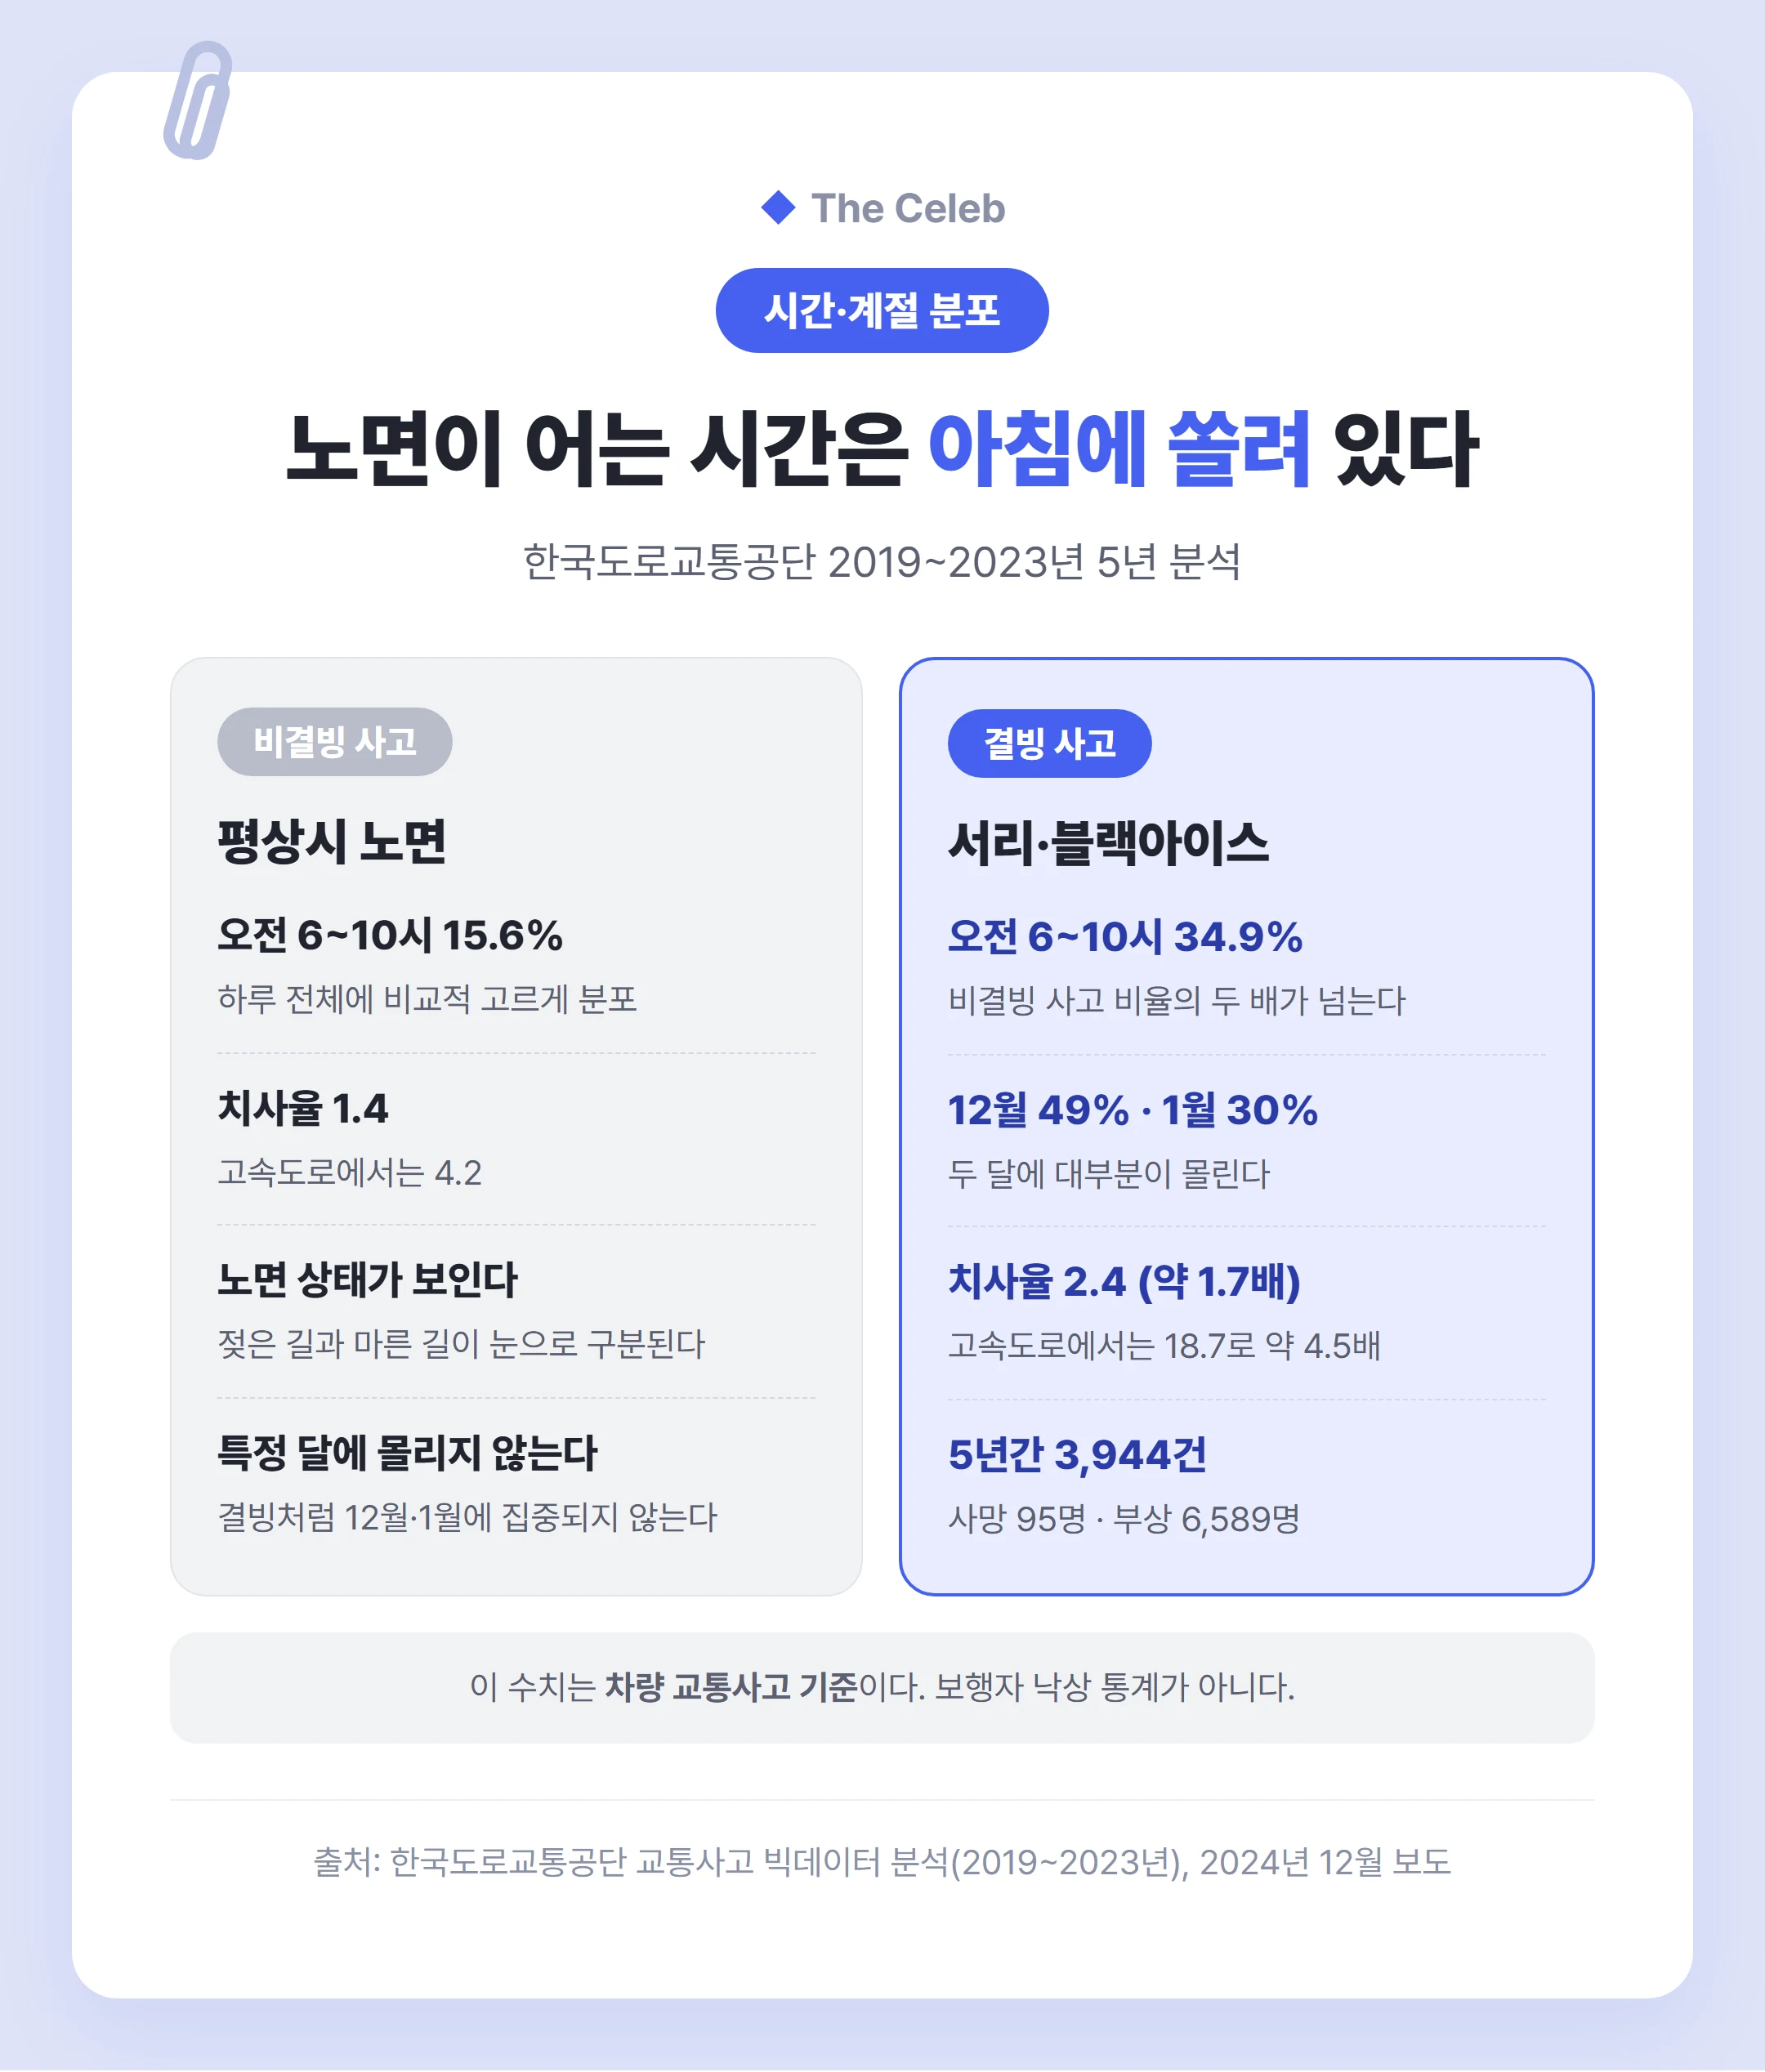 The Celeb
시간·계절 분포
노면이 어는 시간은 아침에 쏠려 있다
한국도로교통공단 2019~2023년 5년 분석
비결빙 사고
평상시 노면
오전 6~10시 15.6%
하루 전체에 비교적 고르게 분포
치사율 1.4
고속도로에서는 4.2
노면 상태가 보인다
젖은 길과 마른 길이 눈으로 구분된다
특정 달에 몰리지 않는다
결빙처럼 12월·1월에 집중되지 않는다
결빙 사고
서리·블랙아이스
오전 6~10시 34.9%
비결빙 사고 비율의 두 배가 넘는다
12월 49% · 1월 30%
두 달에 대부분이 몰린다
치사율 2.4 (약 1.7배)
고속도로에서는 18.7로 약 4.5배
5년간 3,944건
사망 95명 · 부상 6,589명
이 수치는 차량 교통사고 기준이다. 보행자 낙상 통계가 아니다.
출처: 한국도로교통공단 교통사고 빅데이터 분석(2019~2023년), 2024년 12월 보도